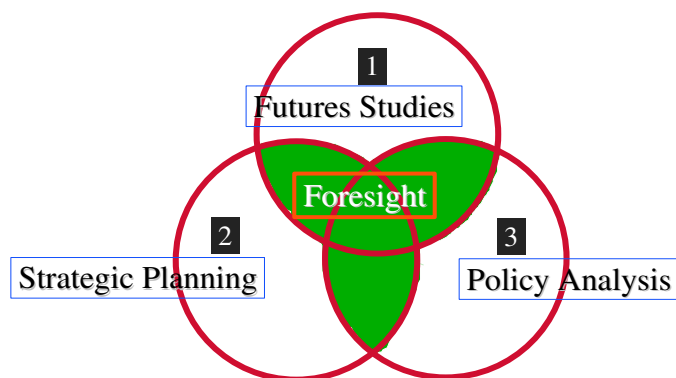 1
Futures Studies
Foresight
2
Strategic Planning
3
Policy Analysis